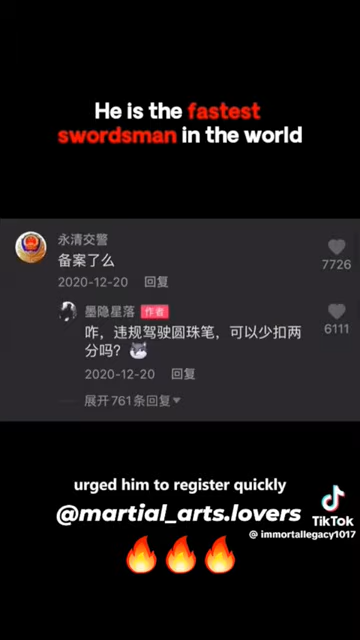 He is the fastest
swordsman in the world
永清交警
备案了么
7726
2020-12-20 回复
墨隐星落 作者
咋，违规驾驶圆珠笔，可以少扣两
分吗？
6111
2020-12-20 回复
展开761条回复
urged him to register quickly
@martial_arts.lovers
TikTok
@immortallegacy1017